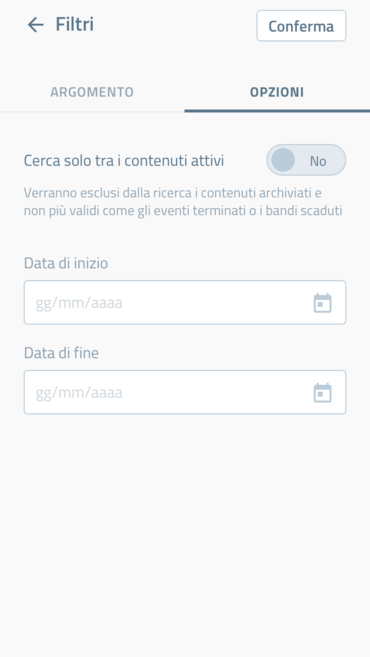 Filtri
Conferma
ARGOMENTO
OPZIONI
Cerca solo tra i contenuti attivi
No
Verranno esclusi dalla ricerca i contenuti archiviati e
non più validi come gli eventi terminati o i bandi scaduti
Data di inizio
gg/mm/aaaa
Data di fine
gg/mm/aaaa